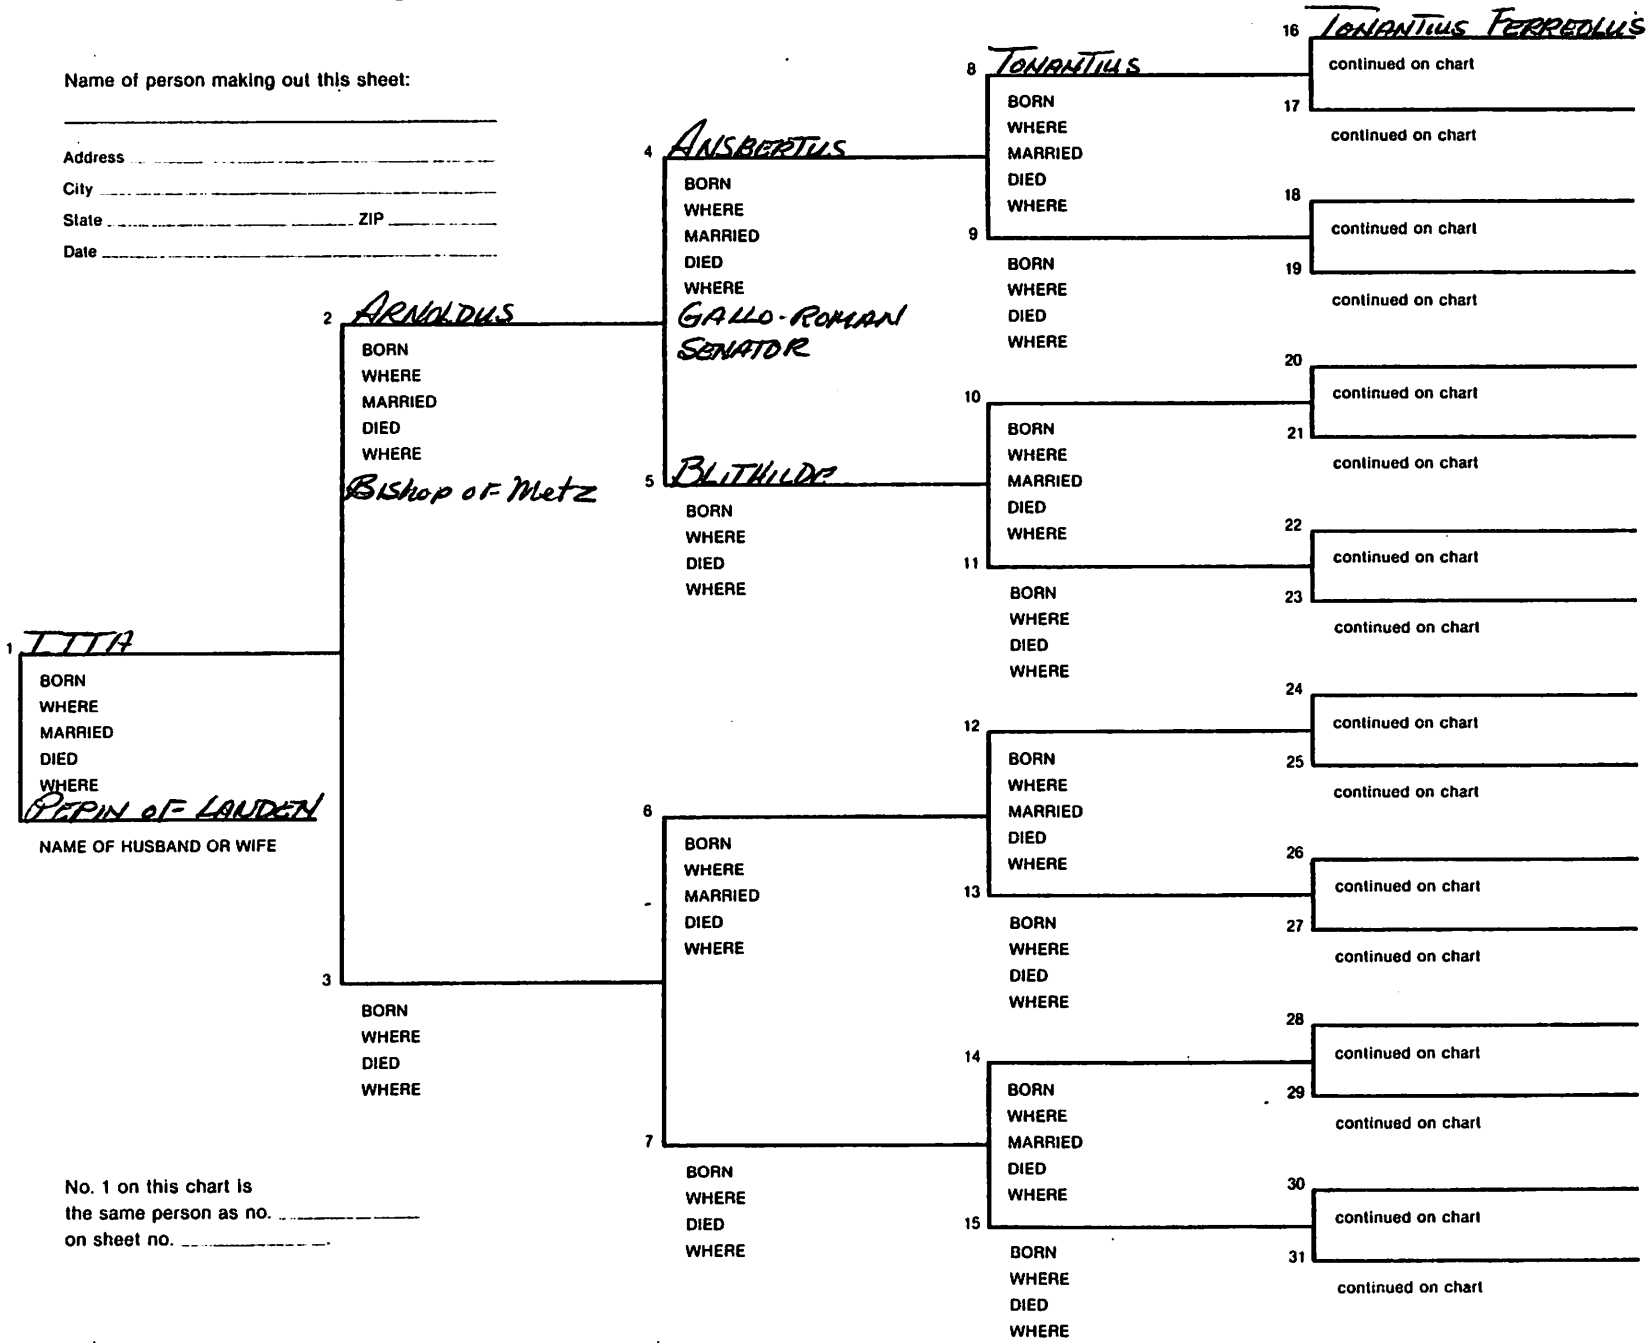 Name of person making out this sheet:
Address
City
State ZIP
Date
1 ITTA
BORN
WHERE
MARRIED
DIED
WHERE
PEPIN OF LANDEN
NAME OF HUSBAND OR WIFE
No. 1 on this chart is
the same person as no.
on sheet no.
2 ARNOLDUS
BORN
WHERE
MARRIED
DIED
WHERE
BISHOP OF METZ
3
BORN
WHERE
DIED
WHERE
4 ANSBERTUS
BORN
WHERE
MARRIED
DIED
WHERE
GALLO-ROMAN
SENATOR
5 BLITHILDE
BORN
WHERE
DIED
WHERE
6
BORN
WHERE
MARRIED
DIED
WHERE
7
BORN
WHERE
DIED
WHERE
8 TONANTIUS
BORN
WHERE
MARRIED
DIED
WHERE
9
BORN
WHERE
DIED
WHERE
10
BORN
WHERE
MARRIED
DIED
WHERE
11
BORN
WHERE
DIED
WHERE
12
BORN
WHERE
MARRIED
DIED
WHERE
13
BORN
WHERE
DIED
WHERE
14
BORN
WHERE
MARRIED
DIED
WHERE
15
BORN
WHERE
DIED
WHERE
16 TONANTIUS FERREOLUS
continued on chart
17
continued on chart
18
continued on chart
19
continued on chart
20
continued on chart
21
continued on chart
22
continued on chart
23
continued on chart
24
continued on chart
25
continued on chart
26
continued on chart
27
continued on chart
28
continued on chart
29
continued on chart
30
continued on chart
31
continued on chart